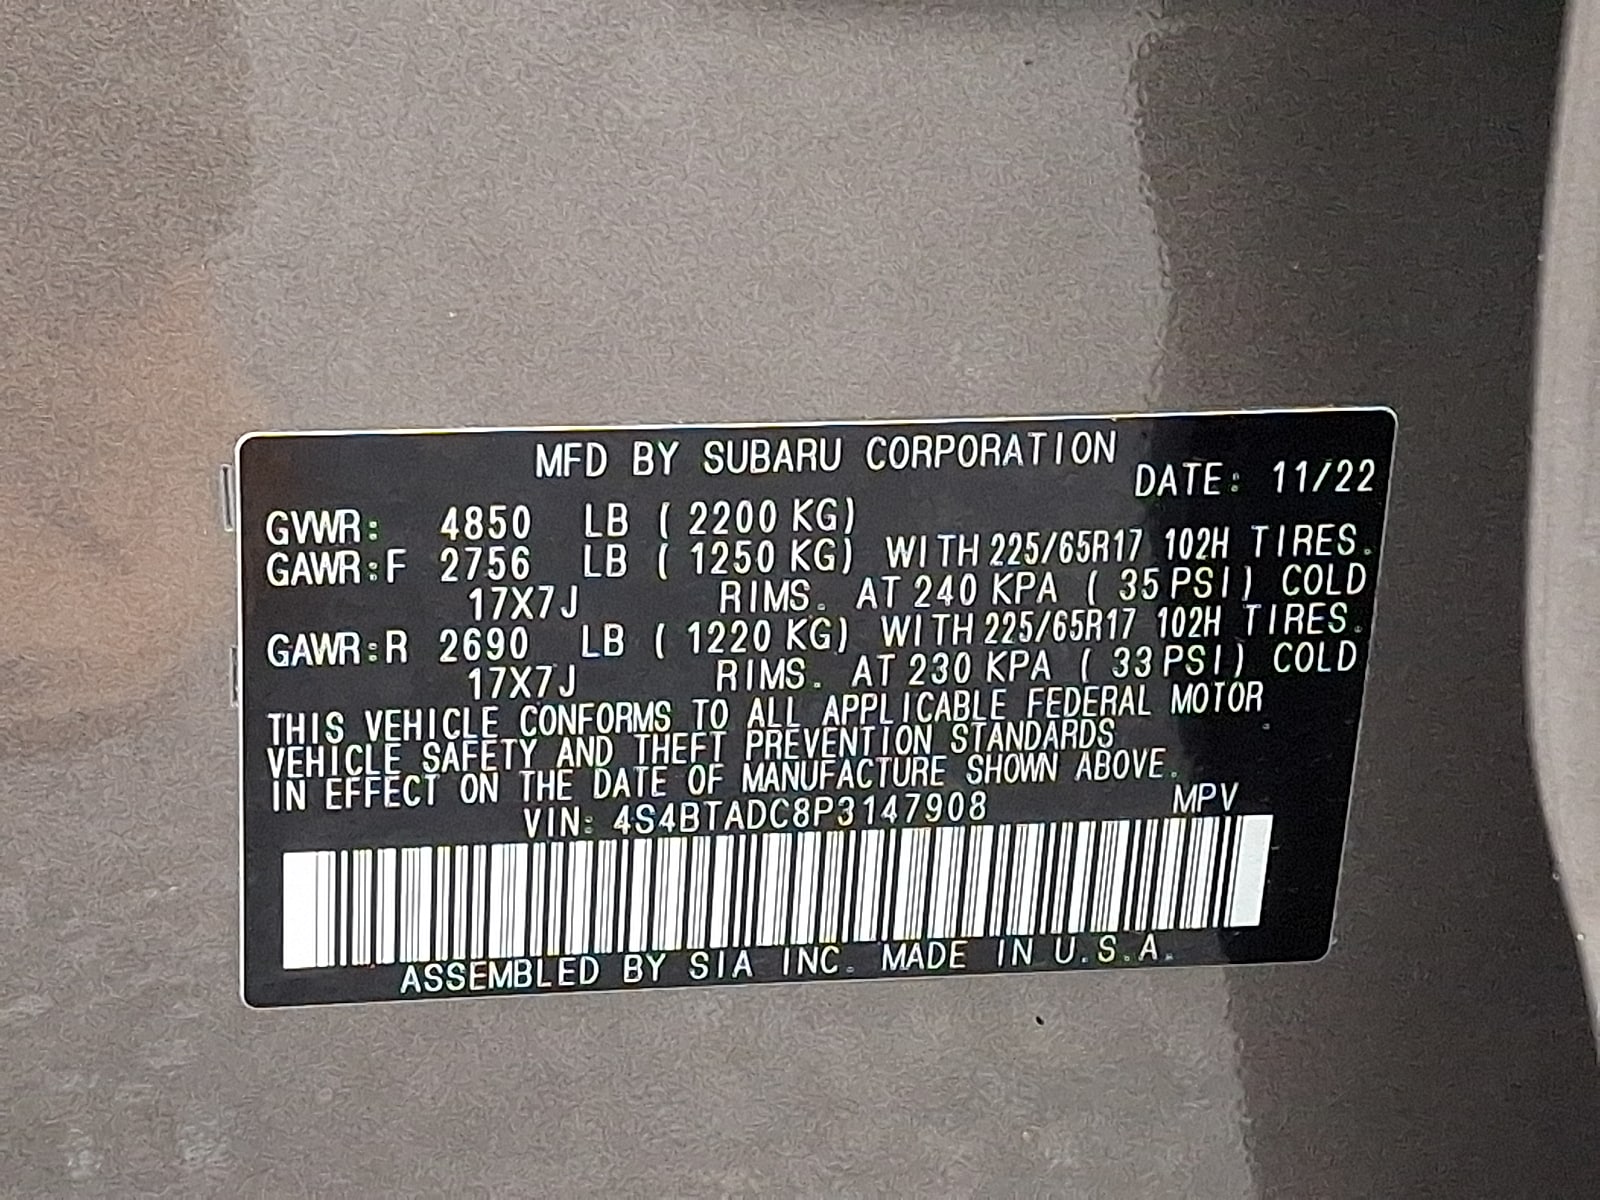 MFD BY SUBARU CORPORATION
DATE: 11/22
GVWR: 4850 LB ( 2200 KG)
GAWR:F 2756 LB ( 1250 KG) WITH 225/65R17 102H TIRES.
17X7J RIMS. AT 240 KPA ( 35 PSI) COLD
GAWR:R 2690 LB ( 1220 KG) WITH 225/65R17 102H TIRES.
17X7J RIMS. AT 230 KPA ( 33 PSI) COLD
THIS VEHICLE CONFORMS TO ALL APPLICABLE FEDERAL MOTOR
VEHICLE SAFETY AND THEFT PREVENTION STANDARDS
IN EFFECT ON THE DATE OF MANUFACTURE SHOWN ABOVE.
VIN: 4S4BTADC8P3147908 MPV
ASSEMBLED BY SIA INC. MADE IN U.S.A.